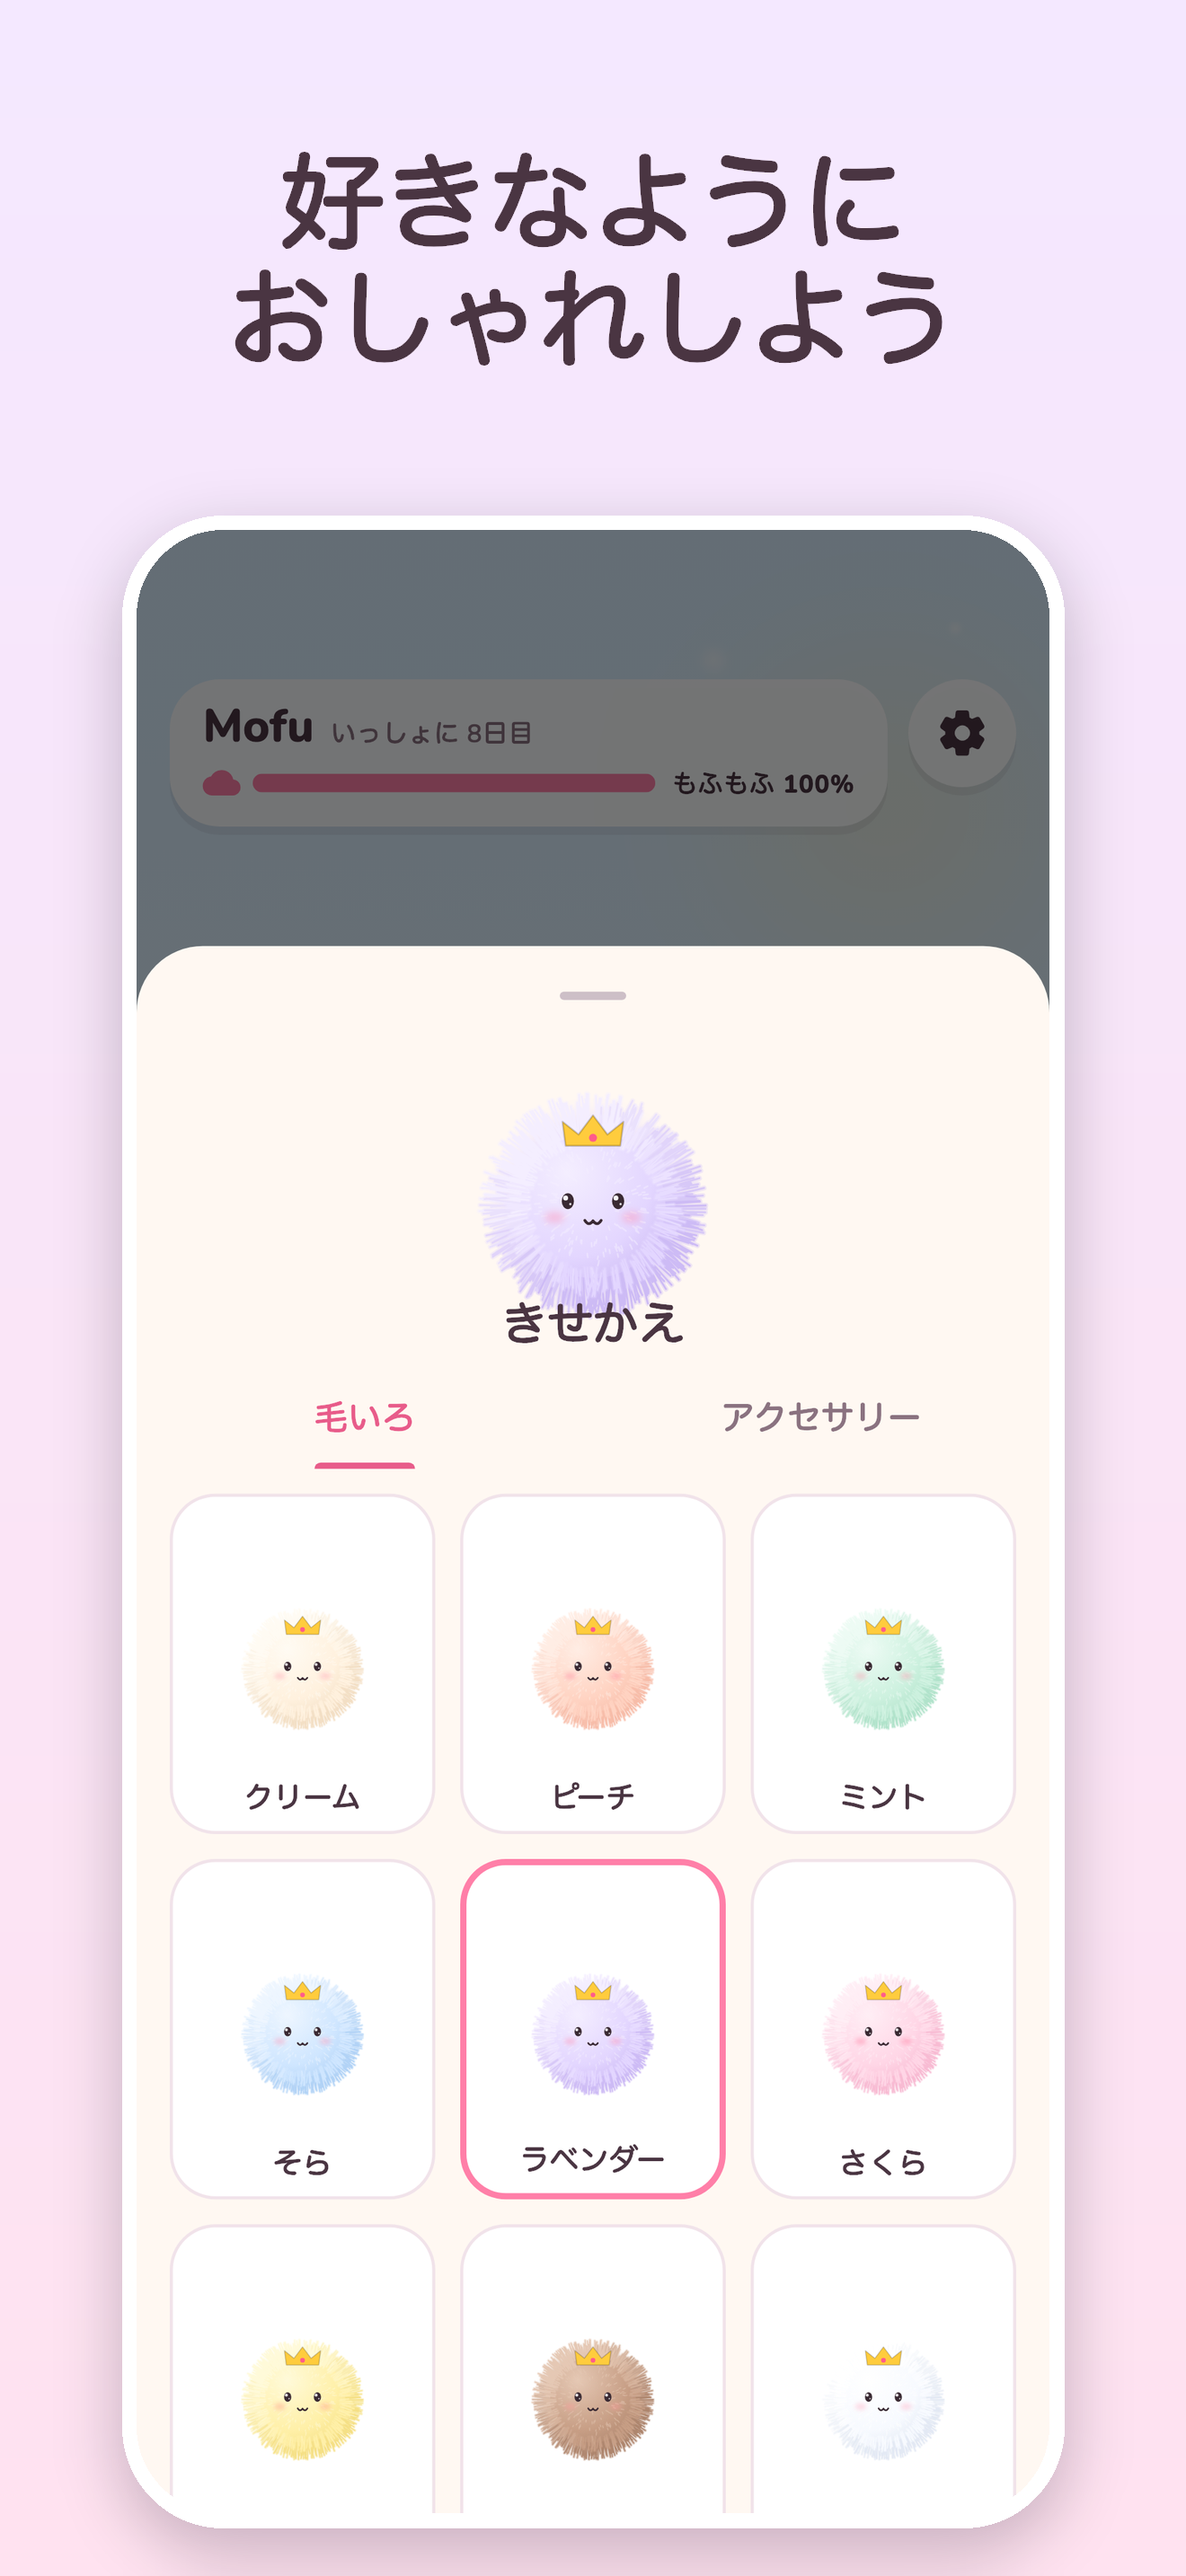 好きなように
おしゃれしよう
Mofu いっしょに 8日目
もふもふ 100%
きせかえ
毛いろ アクセサリー
クリーム ピーチ ミント
そら ラベンダー さくら